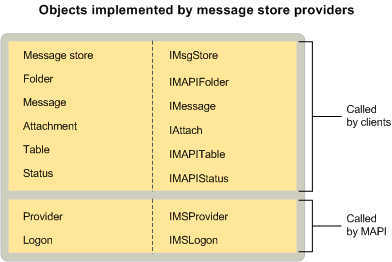 Objects implemented by message store providers
Message store IMsgStore
Folder IMAPIFolder
Message IMessage
Attachment IAttach
Table IMAPITable
Status IMAPIStatus
Called
by clients
Provider IMSProvider
Logon IMSLogon
Called
by MAPI